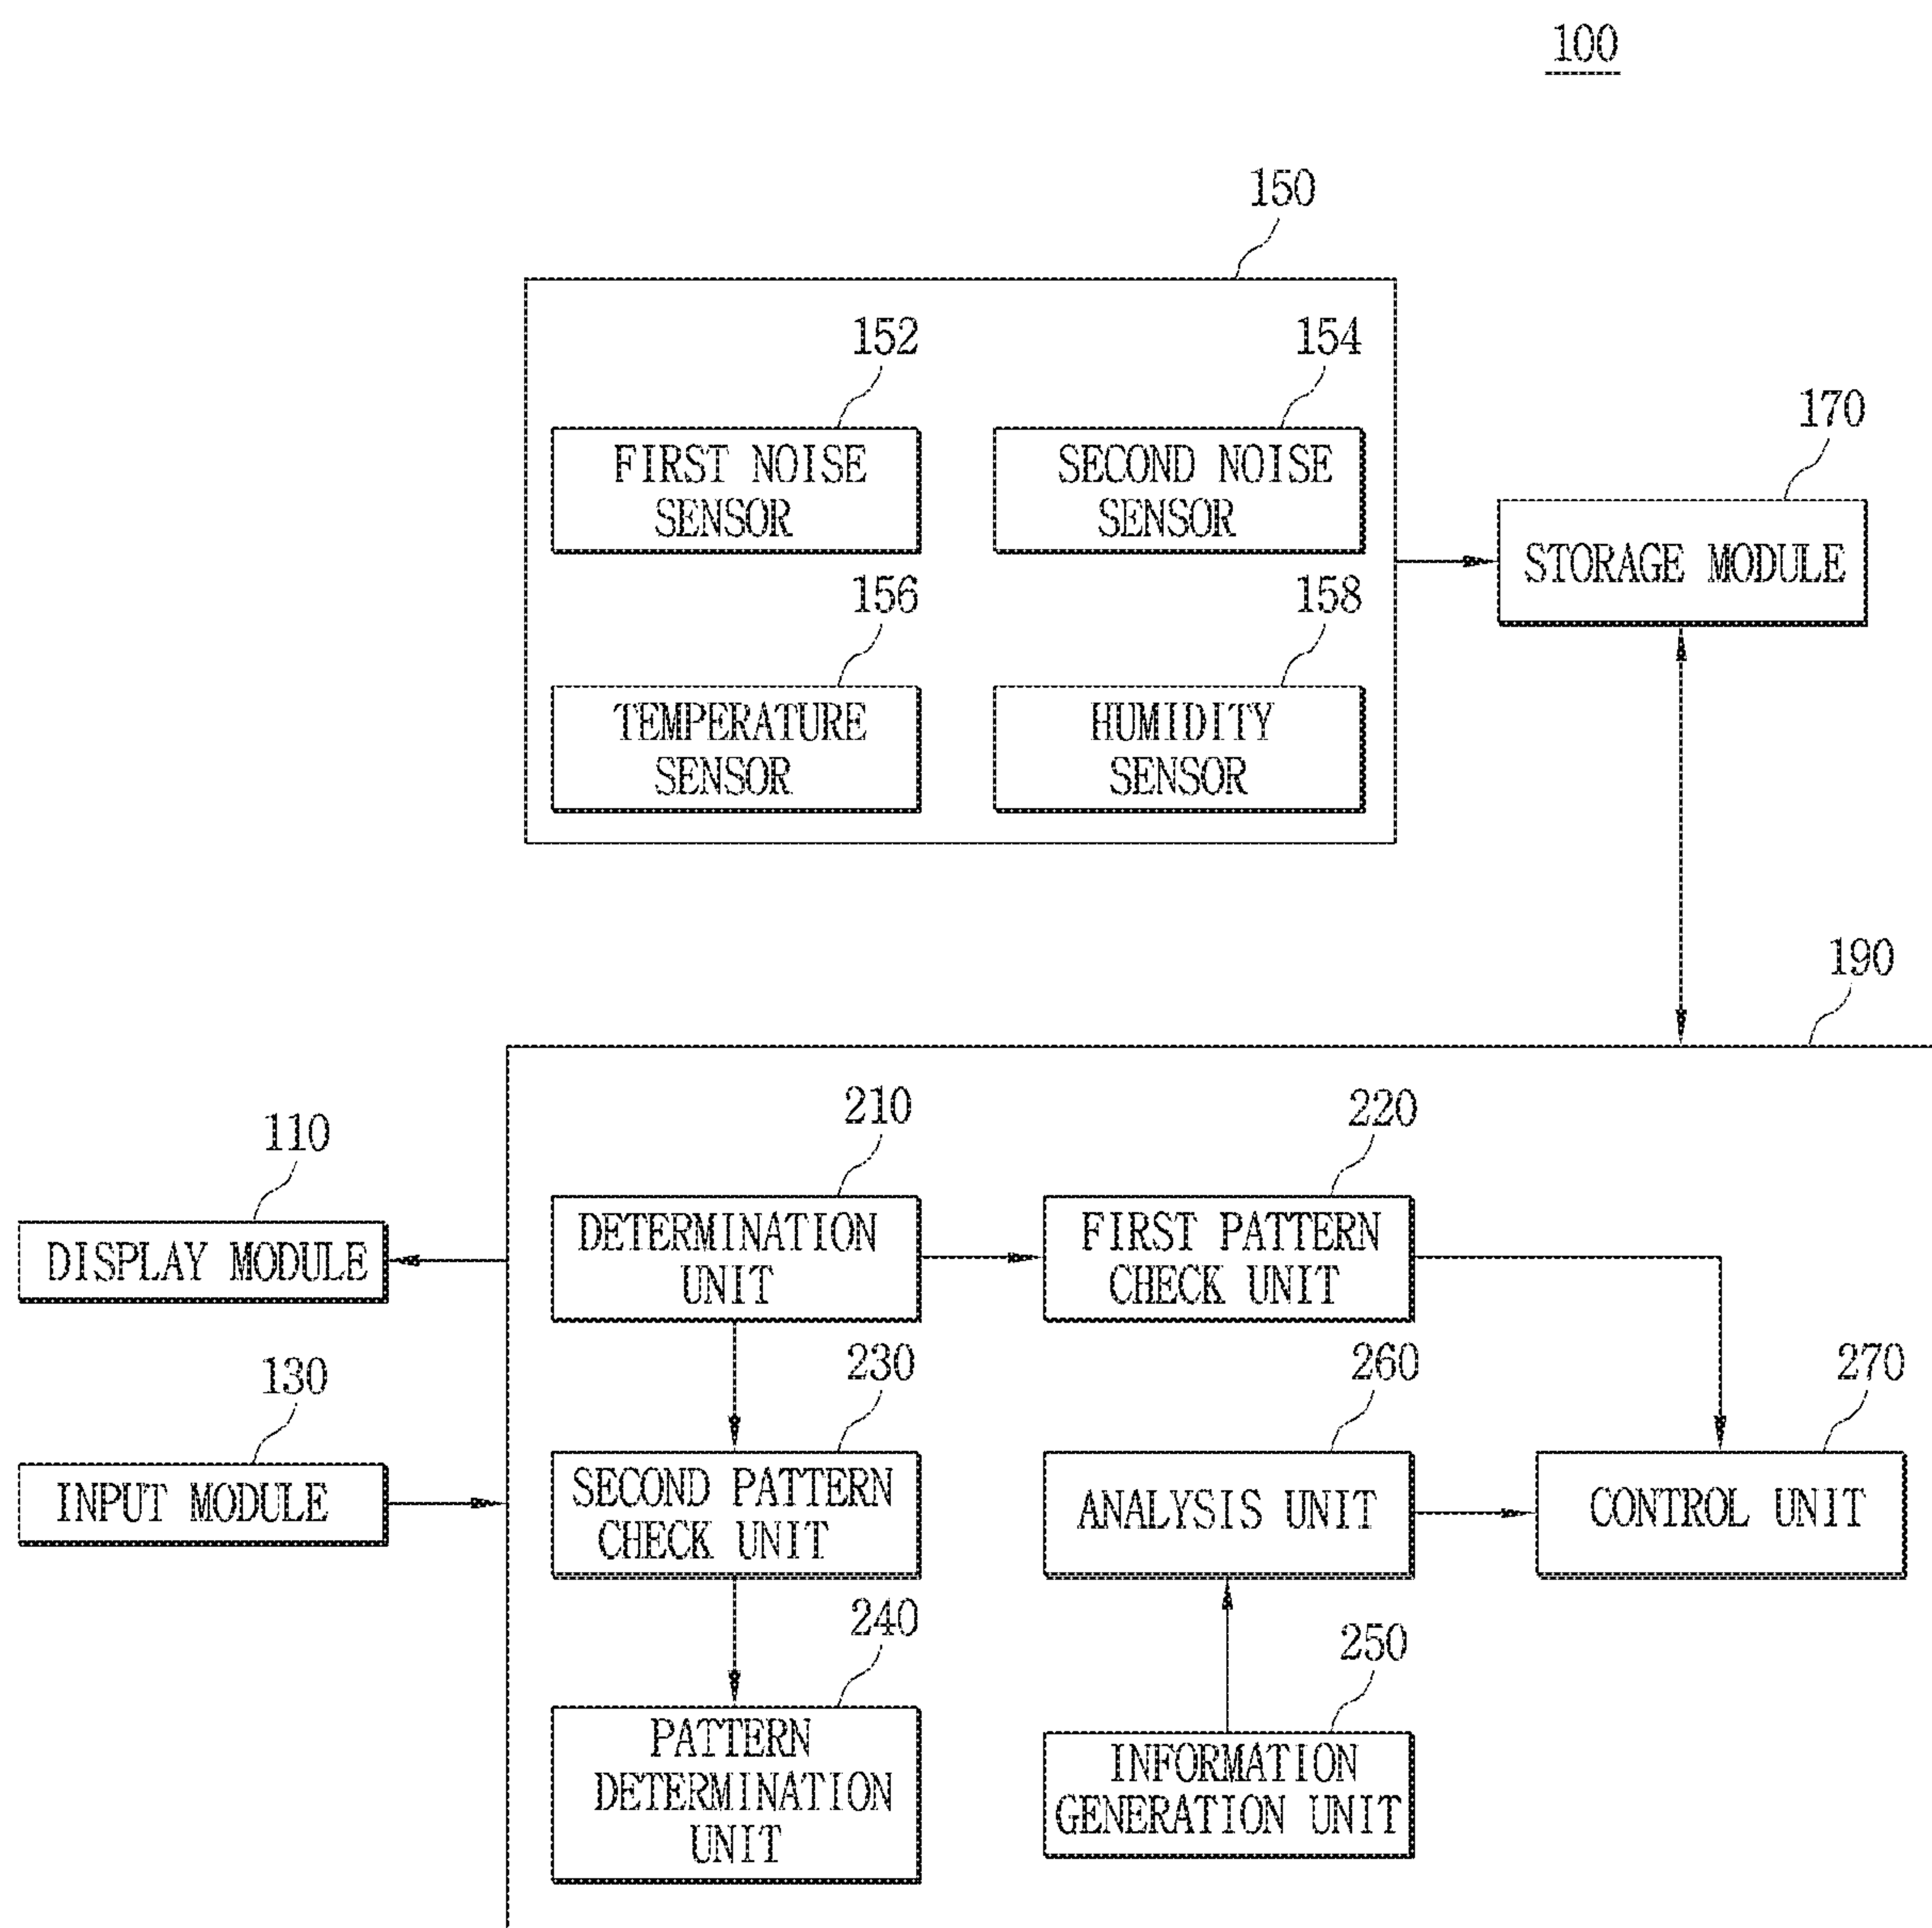 100
150
152
154
FIRST NOISE
SENSOR
SECOND NOISE
SENSOR
170
STORAGE MODULE
156
158
TEMPERATURE
SENSOR
HUMIDITY
SENSOR
190
110
DISPLAY MODULE
210
220
DETERMINATION
UNIT
FIRST PATTERN
CHECK UNIT
130
INPUT MODULE
230
260
270
SECOND PATTERN
CHECK UNIT
ANALYSIS UNIT
CONTROL UNIT
240
250
PATTERN
DETERMINATION
UNIT
INFORMATION
GENERATION UNIT